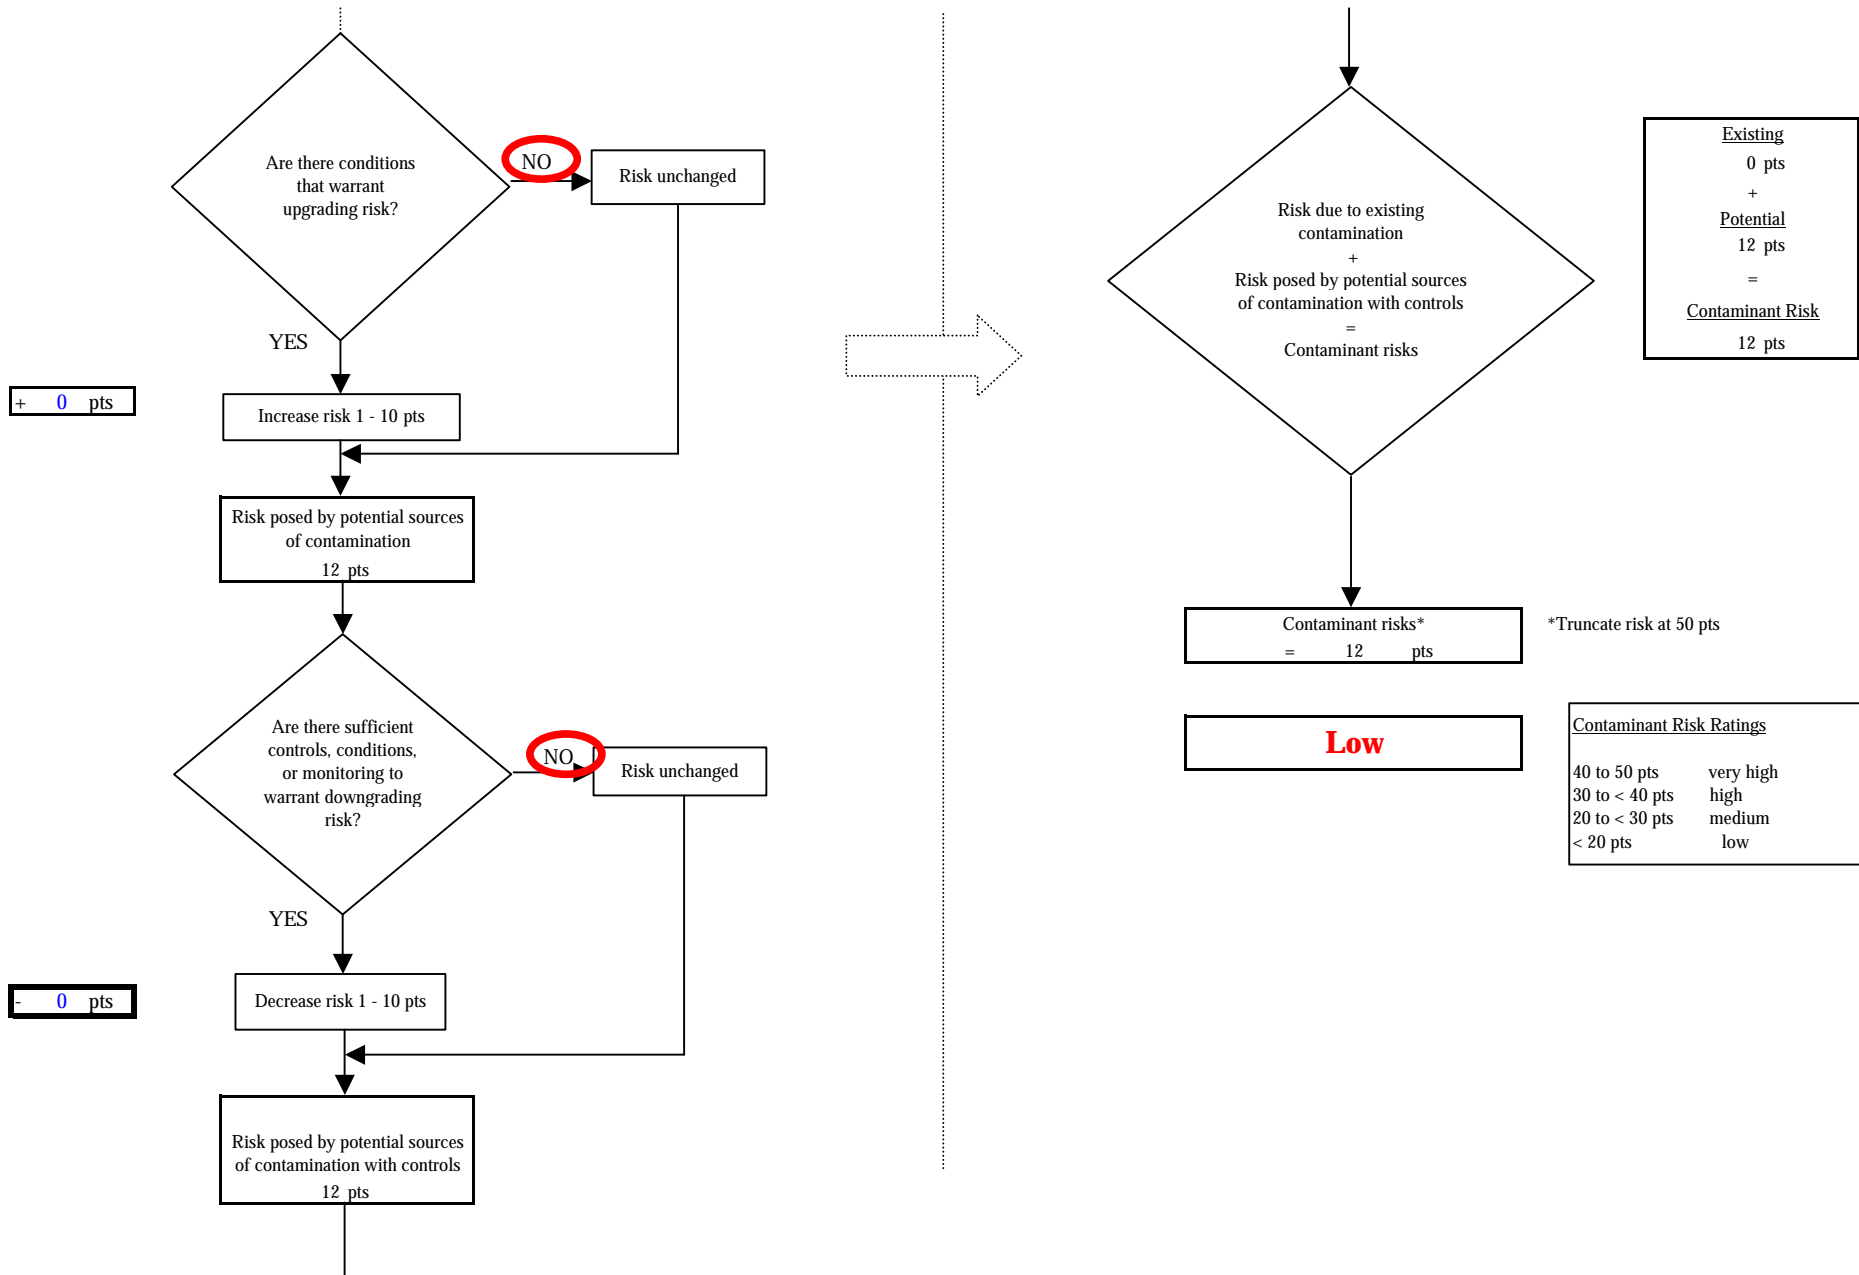 Are there conditions
that warrant
upgrading risk?
NO
Risk unchanged
YES
+ 0 pts
Increase risk 1 - 10 pts
Risk posed by potential sources
of contamination
12 pts
Are there sufficient
controls, conditions,
or monitoring to
warrant downgrading
risk?
NO
Risk unchanged
YES
- 0 pts
Decrease risk 1 - 10 pts
Risk posed by potential sources
of contamination with controls
12 pts
Risk due to existing
contamination
+
Risk posed by potential sources
of contamination with controls
=
Contaminant risks
Existing
0 pts
+
Potential
12 pts
=
Contaminant Risk
12 pts
Contaminant risks*
= 12 pts
*Truncate risk at 50 pts
Low
Contaminant Risk Ratings
40 to 50 pts very high
30 to < 40 pts high
20 to < 30 pts medium
< 20 pts low